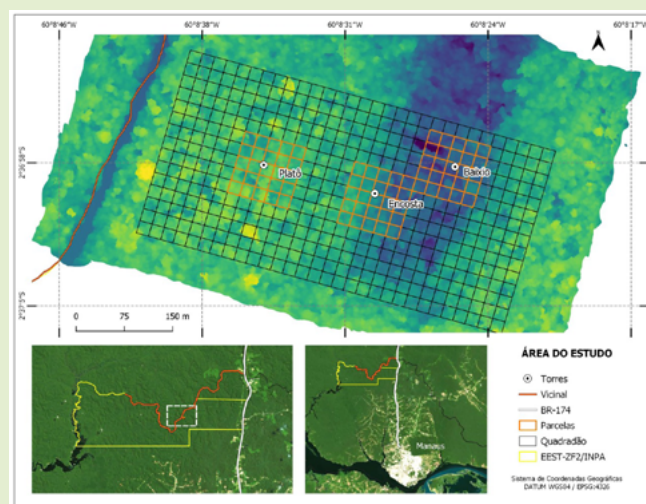 60°8'46"W
60°8'38"W
60°8'31"W
60°8'24"W
60°8'17"W
2°36'58"S
Platô
Encosta
Baixio
2°37'5"S
0 75 150 m
Manaus
ÁREA DO ESTUDO
Torres
Vicinal
BR-174
Parcelas
Quadradão
EEST-ZF2/INPA
Sistema de Coordenadas Geográficas
DATUM WGS84 / EPSG:4326